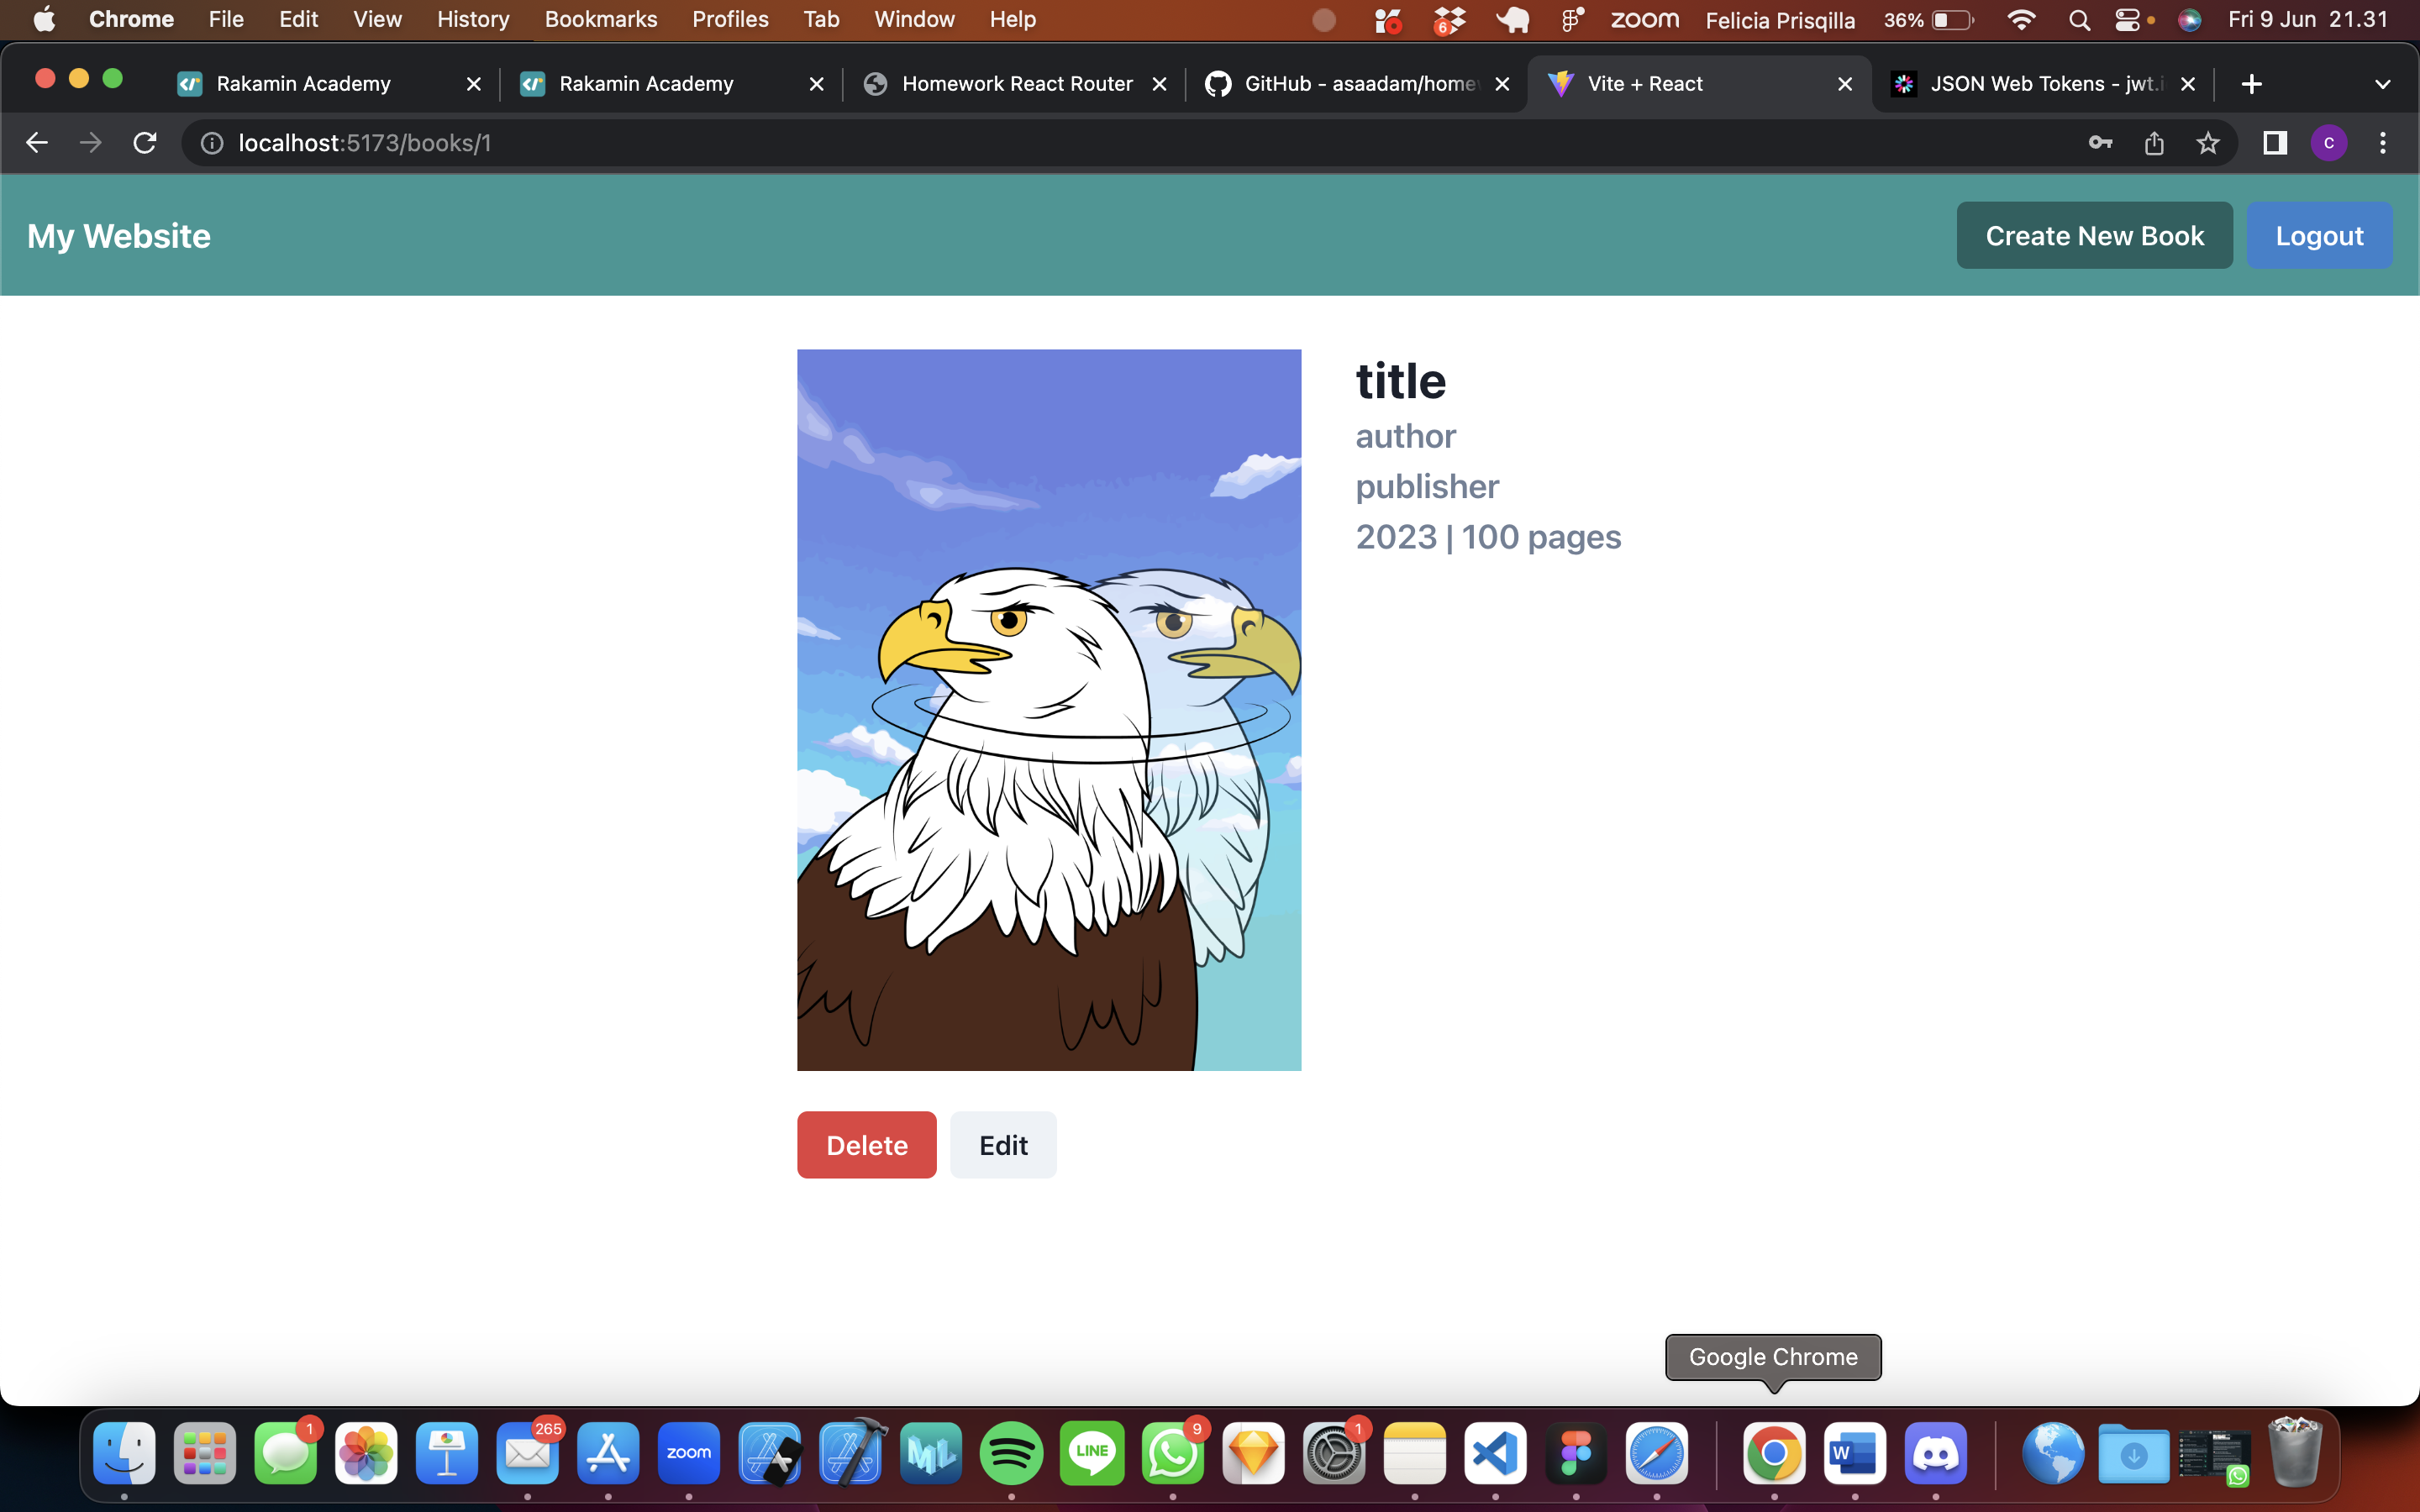 Chrome File Edit View History Bookmarks Profiles Tab Window Help 6 zoom Felicia Prisqilla 36% Fri 9 Jun 21.31
Rakamin Academy Rakamin Academy Homework React Router GitHub - asaadam/home Vite + React JSON Web Tokens - jwt.i
localhost:5173/books/1 C
My Website Create New Book Logout
title
author
publisher
2023 | 100 pages
Delete Edit
Google Chrome
1 265 9 1
zoom ML LINE W